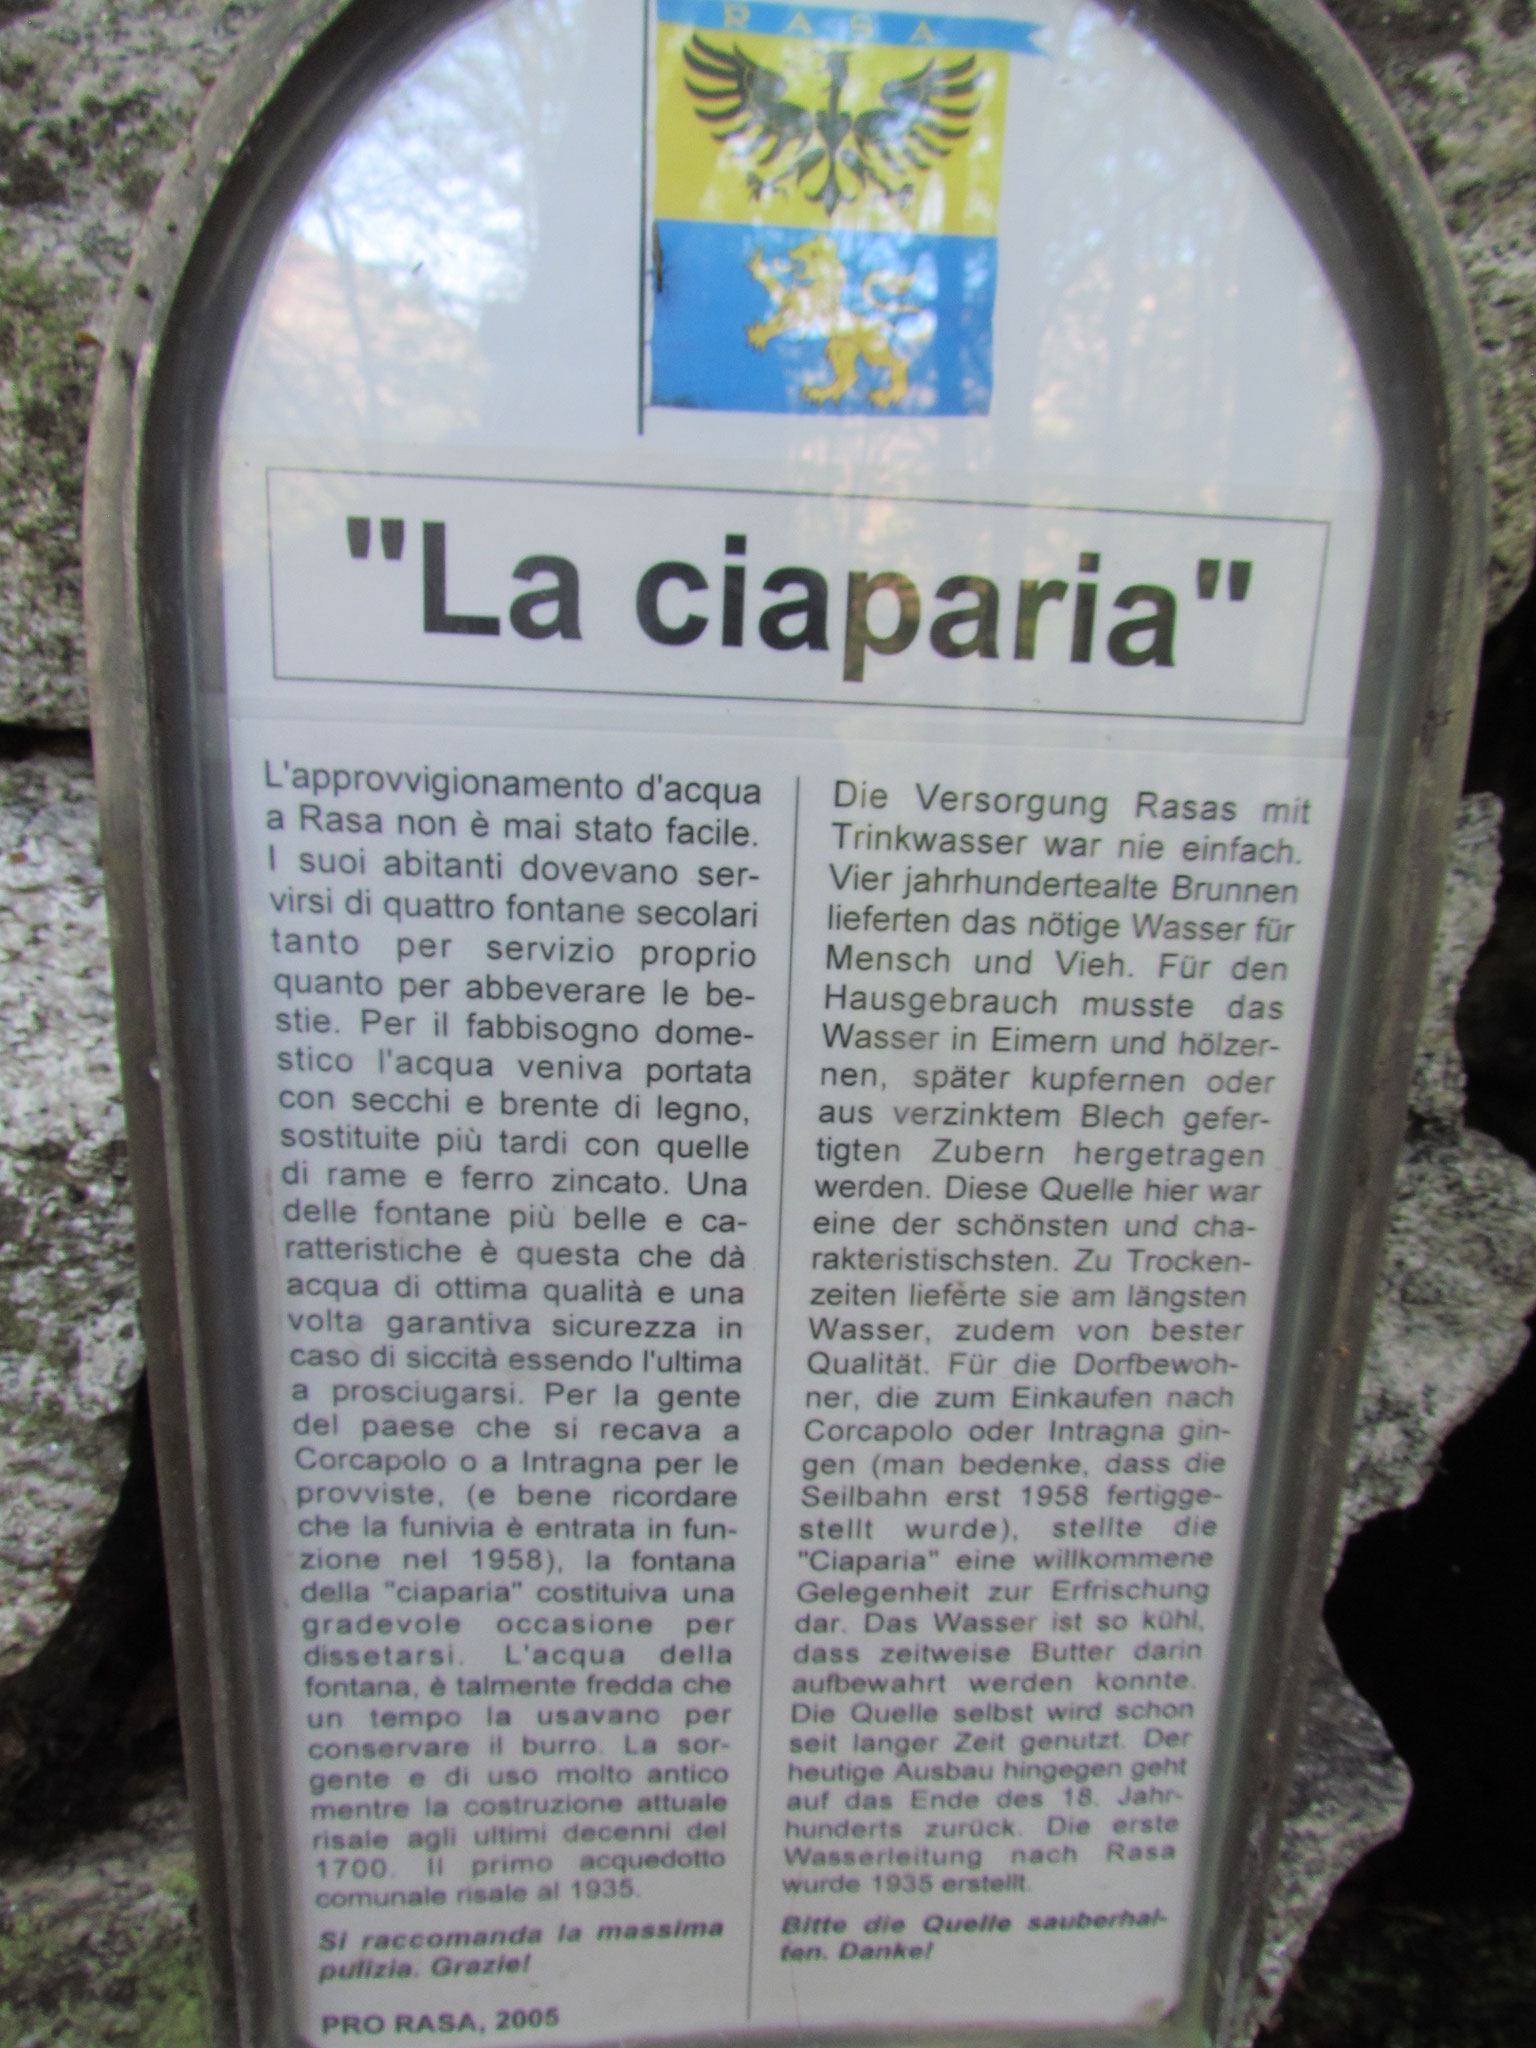 RASA
"La ciaparia"
L'approvvigionamento d'acqua
a Rasa non è mai stato facile.
I suoi abitanti dovevano ser-
virsi di quattro fontane secolari
tanto per servizio proprio
quanto per abbeverare le be-
stie. Per il fabbisogno dome-
stico l'acqua veniva portata
con secchi e brente di legno,
sostituite più tardi con quelle
di rame e ferro zincato. Una
delle fontane più belle e ca-
ratteristiche è questa che dà
acqua di ottima qualità e una
volta garantiva sicurezza in
caso di siccità essendo l'ultima
a prosciugarsi. Per la gente
del paese che si recava a
Corcapolo o a Intragna per le
provviste, (e bene ricordare
che la funivia è entrata in fun-
zione nel 1958), la fontana
della "ciaparia" costituiva una
gradevole occasione per
dissetarsi. L'acqua della
fontana, è talmente fredda che
un tempo la usavano per
conservare il burro. La sor-
gente e di uso molto antico
mentre la costruzione attuale
risale agli ultimi decenni del
1700. Il primo acquedotto
comunale risale al 1935.
Si raccomanda la massima
pulizia. Grazie!
PRO RASA, 2005
Die Versorgung Rasas mit
Trinkwasser war nie einfach.
Vier jahrhundertealte Brunnen
lieferten das nötige Wasser für
Mensch und Vieh. Für den
Hausgebrauch musste das
Wasser in Eimern und hölzer-
nen, später kupfernen oder
aus verzinktem Blech gefer-
tigten Zubern hergetragen
werden. Diese Quelle hier war
eine der schönsten und cha-
rakteristischsten. Zu Trocken-
zeiten lieferte sie am längsten
Wasser, zudem von bester
Qualität. Für die Dorfbewoh-
ner, die zum Einkaufen nach
Corcapolo oder Intragna gin-
gen (man bedenke, dass die
Seilbahn erst 1958 fertigge-
stellt wurde), stellte die
"Ciaparia" eine willkommene
Gelegenheit zur Erfrischung
dar. Das Wasser ist so kühl,
dass zeitweise Butter darin
aufbewahrt werden konnte.
Die Quelle selbst wird schon
seit langer Zeit genutzt. Der
heutige Ausbau hingegen geht
auf das Ende des 18. Jahr-
hunderts zurück. Die erste
Wasserleitung nach Rasa
wurde 1935 erstellt.
Bitte die Quelle sauberhal-
ten. Danke!